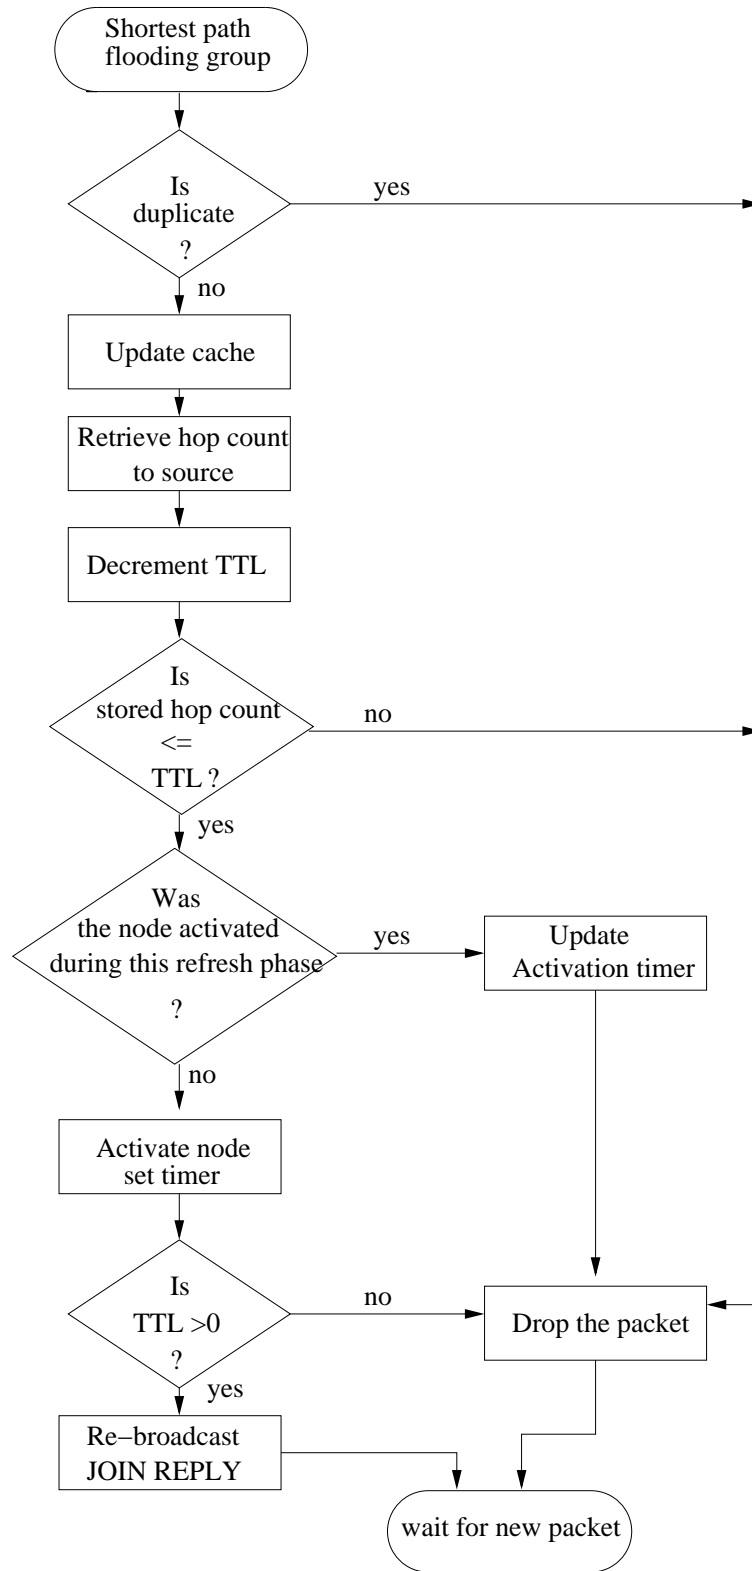 Shortest path
flooding group
Is
duplicate
?
yes
no
Update cache
Retrieve hop count
to source
Decrement TTL
Is
stored hop count
<=
TTL ?
no
yes
Was
the node activated
during this refresh phase
?
yes
Update
Activation timer
no
Activate node
set timer
Is
TTL >0
?
no
Drop the packet
yes
Re−broadcast
JOIN REPLY
wait for new packet